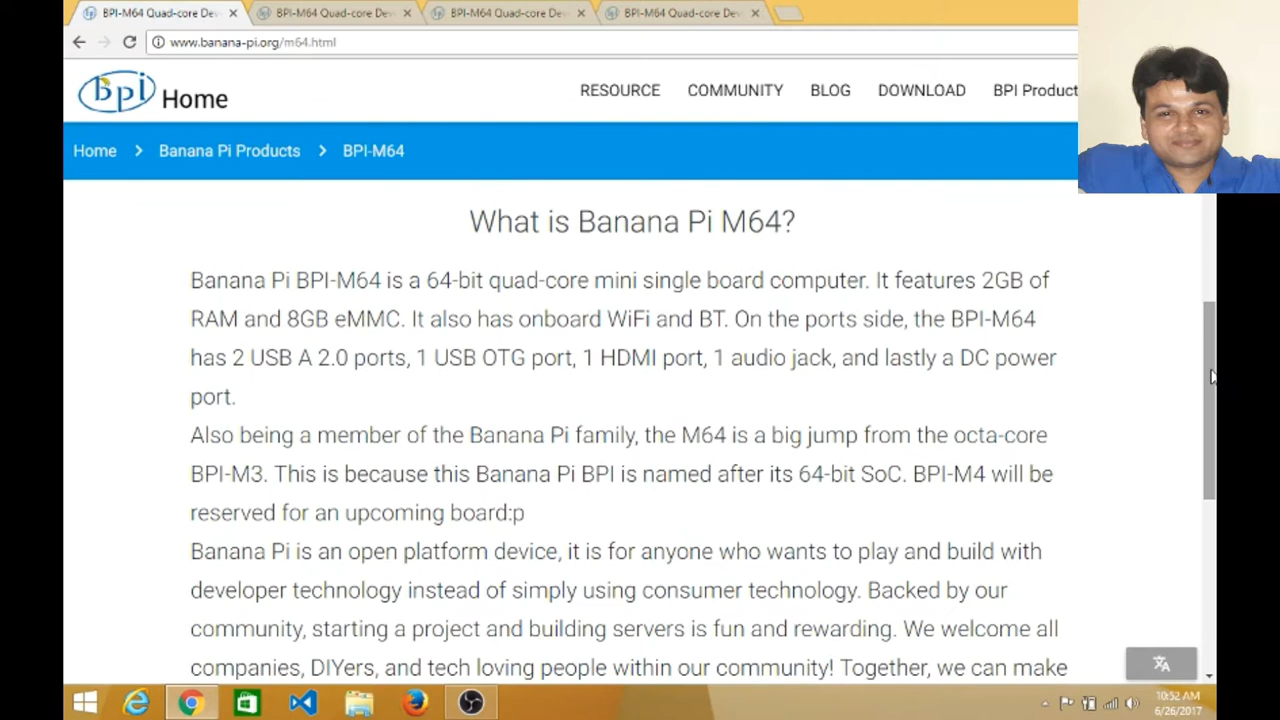 BPI-M64 Quad-core Dev
BPI-M64 Quad-core Dev
BPI-M64 Quad-core Dev
BPI-M64 Quad-core Dev
www.banana-pi.org/m64.html
bpi Home
RESOURCE COMMUNITY BLOG DOWNLOAD BPI Product
Home > Banana Pi Products > BPI-M64
What is Banana Pi M64?
Banana Pi BPI-M64 is a 64-bit quad-core mini single board computer. It features 2GB of
RAM and 8GB eMMC. It also has onboard WiFi and BT. On the ports side, the BPI-M64
has 2 USB A 2.0 ports, 1 USB OTG port, 1 HDMI port, 1 audio jack, and lastly a DC power
port.
Also being a member of the Banana Pi family, the M64 is a big jump from the octa-core
BPI-M3. This is because this Banana Pi BPI is named after its 64-bit SoC. BPI-M4 will be
reserved for an upcoming board:p
Banana Pi is an open platform device, it is for anyone who wants to play and build with
developer technology instead of simply using consumer technology. Backed by our
community, starting a project and building servers is fun and rewarding. We welcome all
companies, DIYers, and tech loving people within our community! Together, we can make
10:52 AM
6/26/2017